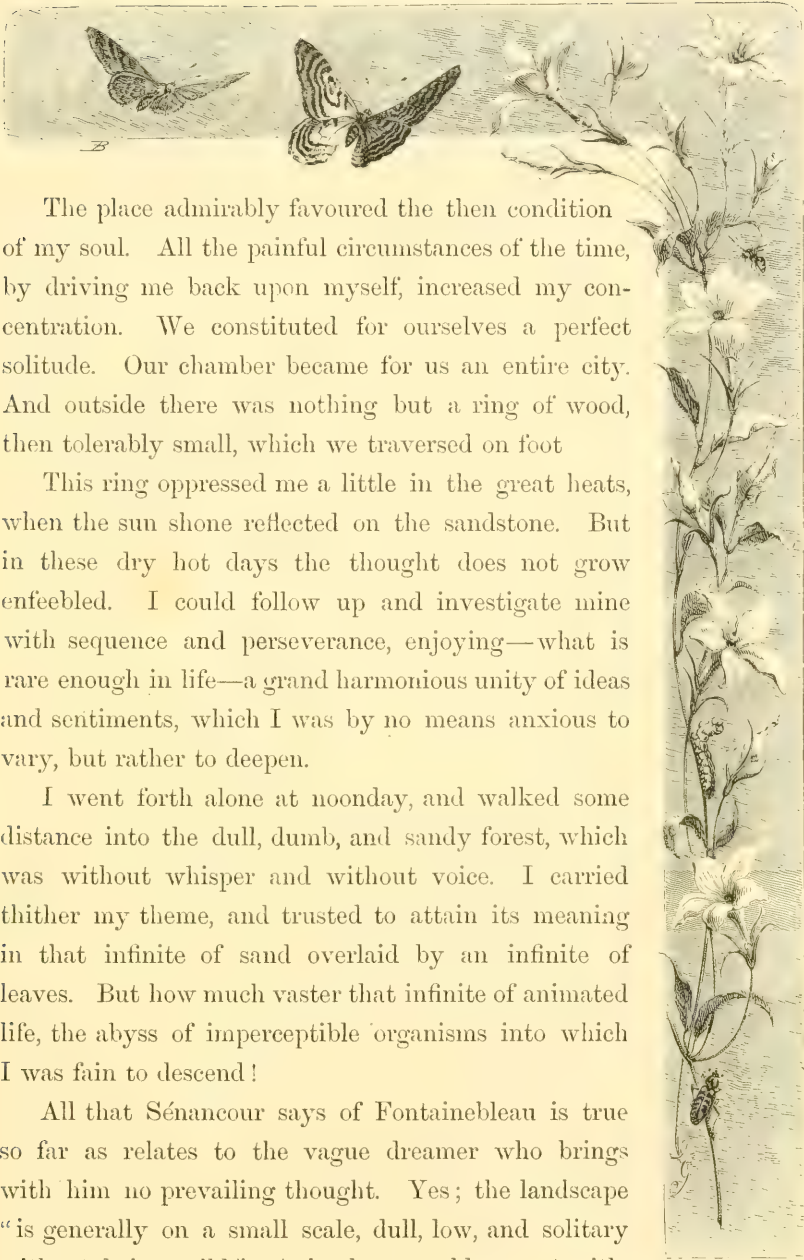 The place admirably favoured the then condition
of my soul. All the painful circumstances of the time,
by driving me back upon myself, increased my con-
centration. We constituted for ourselves a perfect
solitude. Our chamber became for us an entire city.
And outside there was nothing but a ring of wood,
then tolerably small, which we traversed on foot
This ring oppressed me a little in the great heats,
when the sun shone reflected on the sandstone. But
in these dry hot days the thought does not grow
enfeebled. I could follow up and investigate mine
with sequence and perseverance, enjoying—what is
rare enough in life—a grand harmonious unity of ideas
and sentiments, which I was by no means anxious to
vary, but rather to deepen.
I went forth alone at noonday, and walked some
distance into the dull, dumb, and sandy forest, which
was without whisper and without voice. I carried
thither my theme, and trusted to attain its meaning
in that infinite of sand overlaid by an infinite of
leaves. But how much vaster that infinite of animated
life, the abyss of imperceptible organisms into which
I was fain to descend!
All that Sénancour says of Fontainebleau is true
so far as relates to the vague dreamer who brings
with him no prevailing thought. Yes; the landscape
“is generally on a small scale, dull, low, and solitary